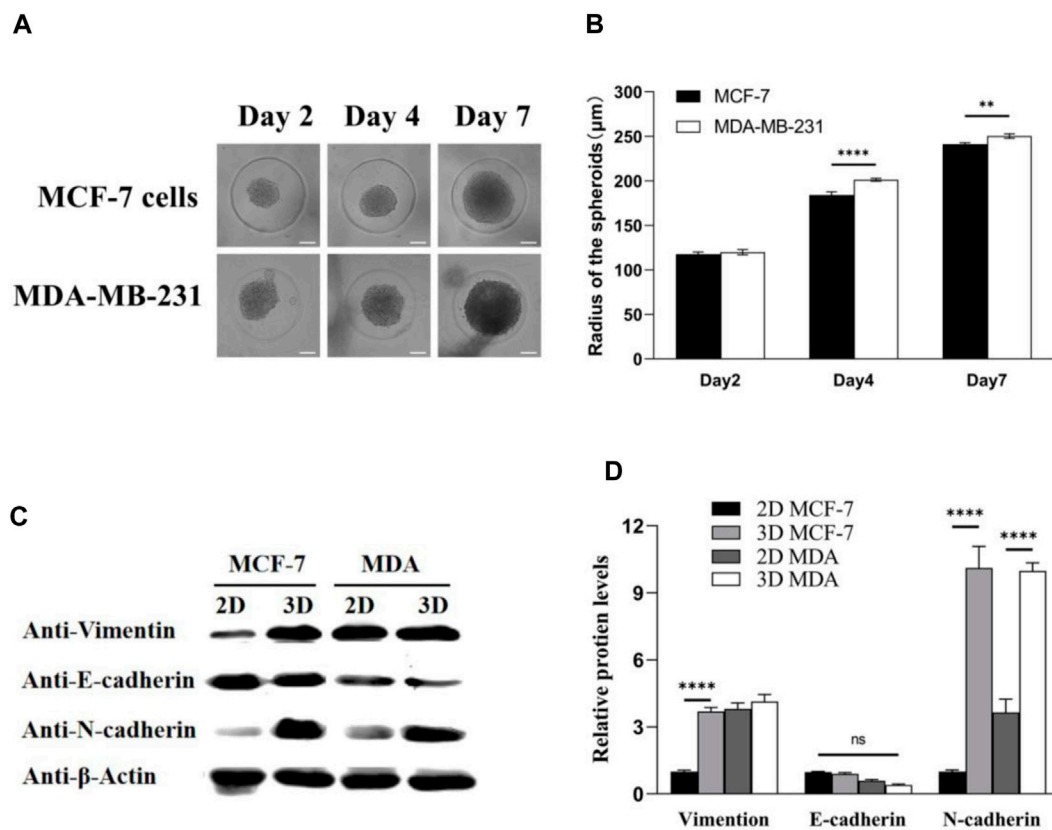 A
Day 2 Day 4 Day 7
MCF-7 cells
MDA-MB-231
B
Radius of the spheroids(μm)
300
250
200
150
100
50
0
MCF-7
MDA-MB-231
****
**
Day2 Day4 Day7
C
MCF-7 MDA
2D 3D 2D 3D
Anti-Vimentin
Anti-E-cadherin
Anti-N-cadherin
Anti-β-Actin
D
Relative protien levels
12
9
6
3
0
2D MCF-7
3D MCF-7
2D MDA
3D MDA
****
ns
****
****
Vimention E-cadherin N-cadherin